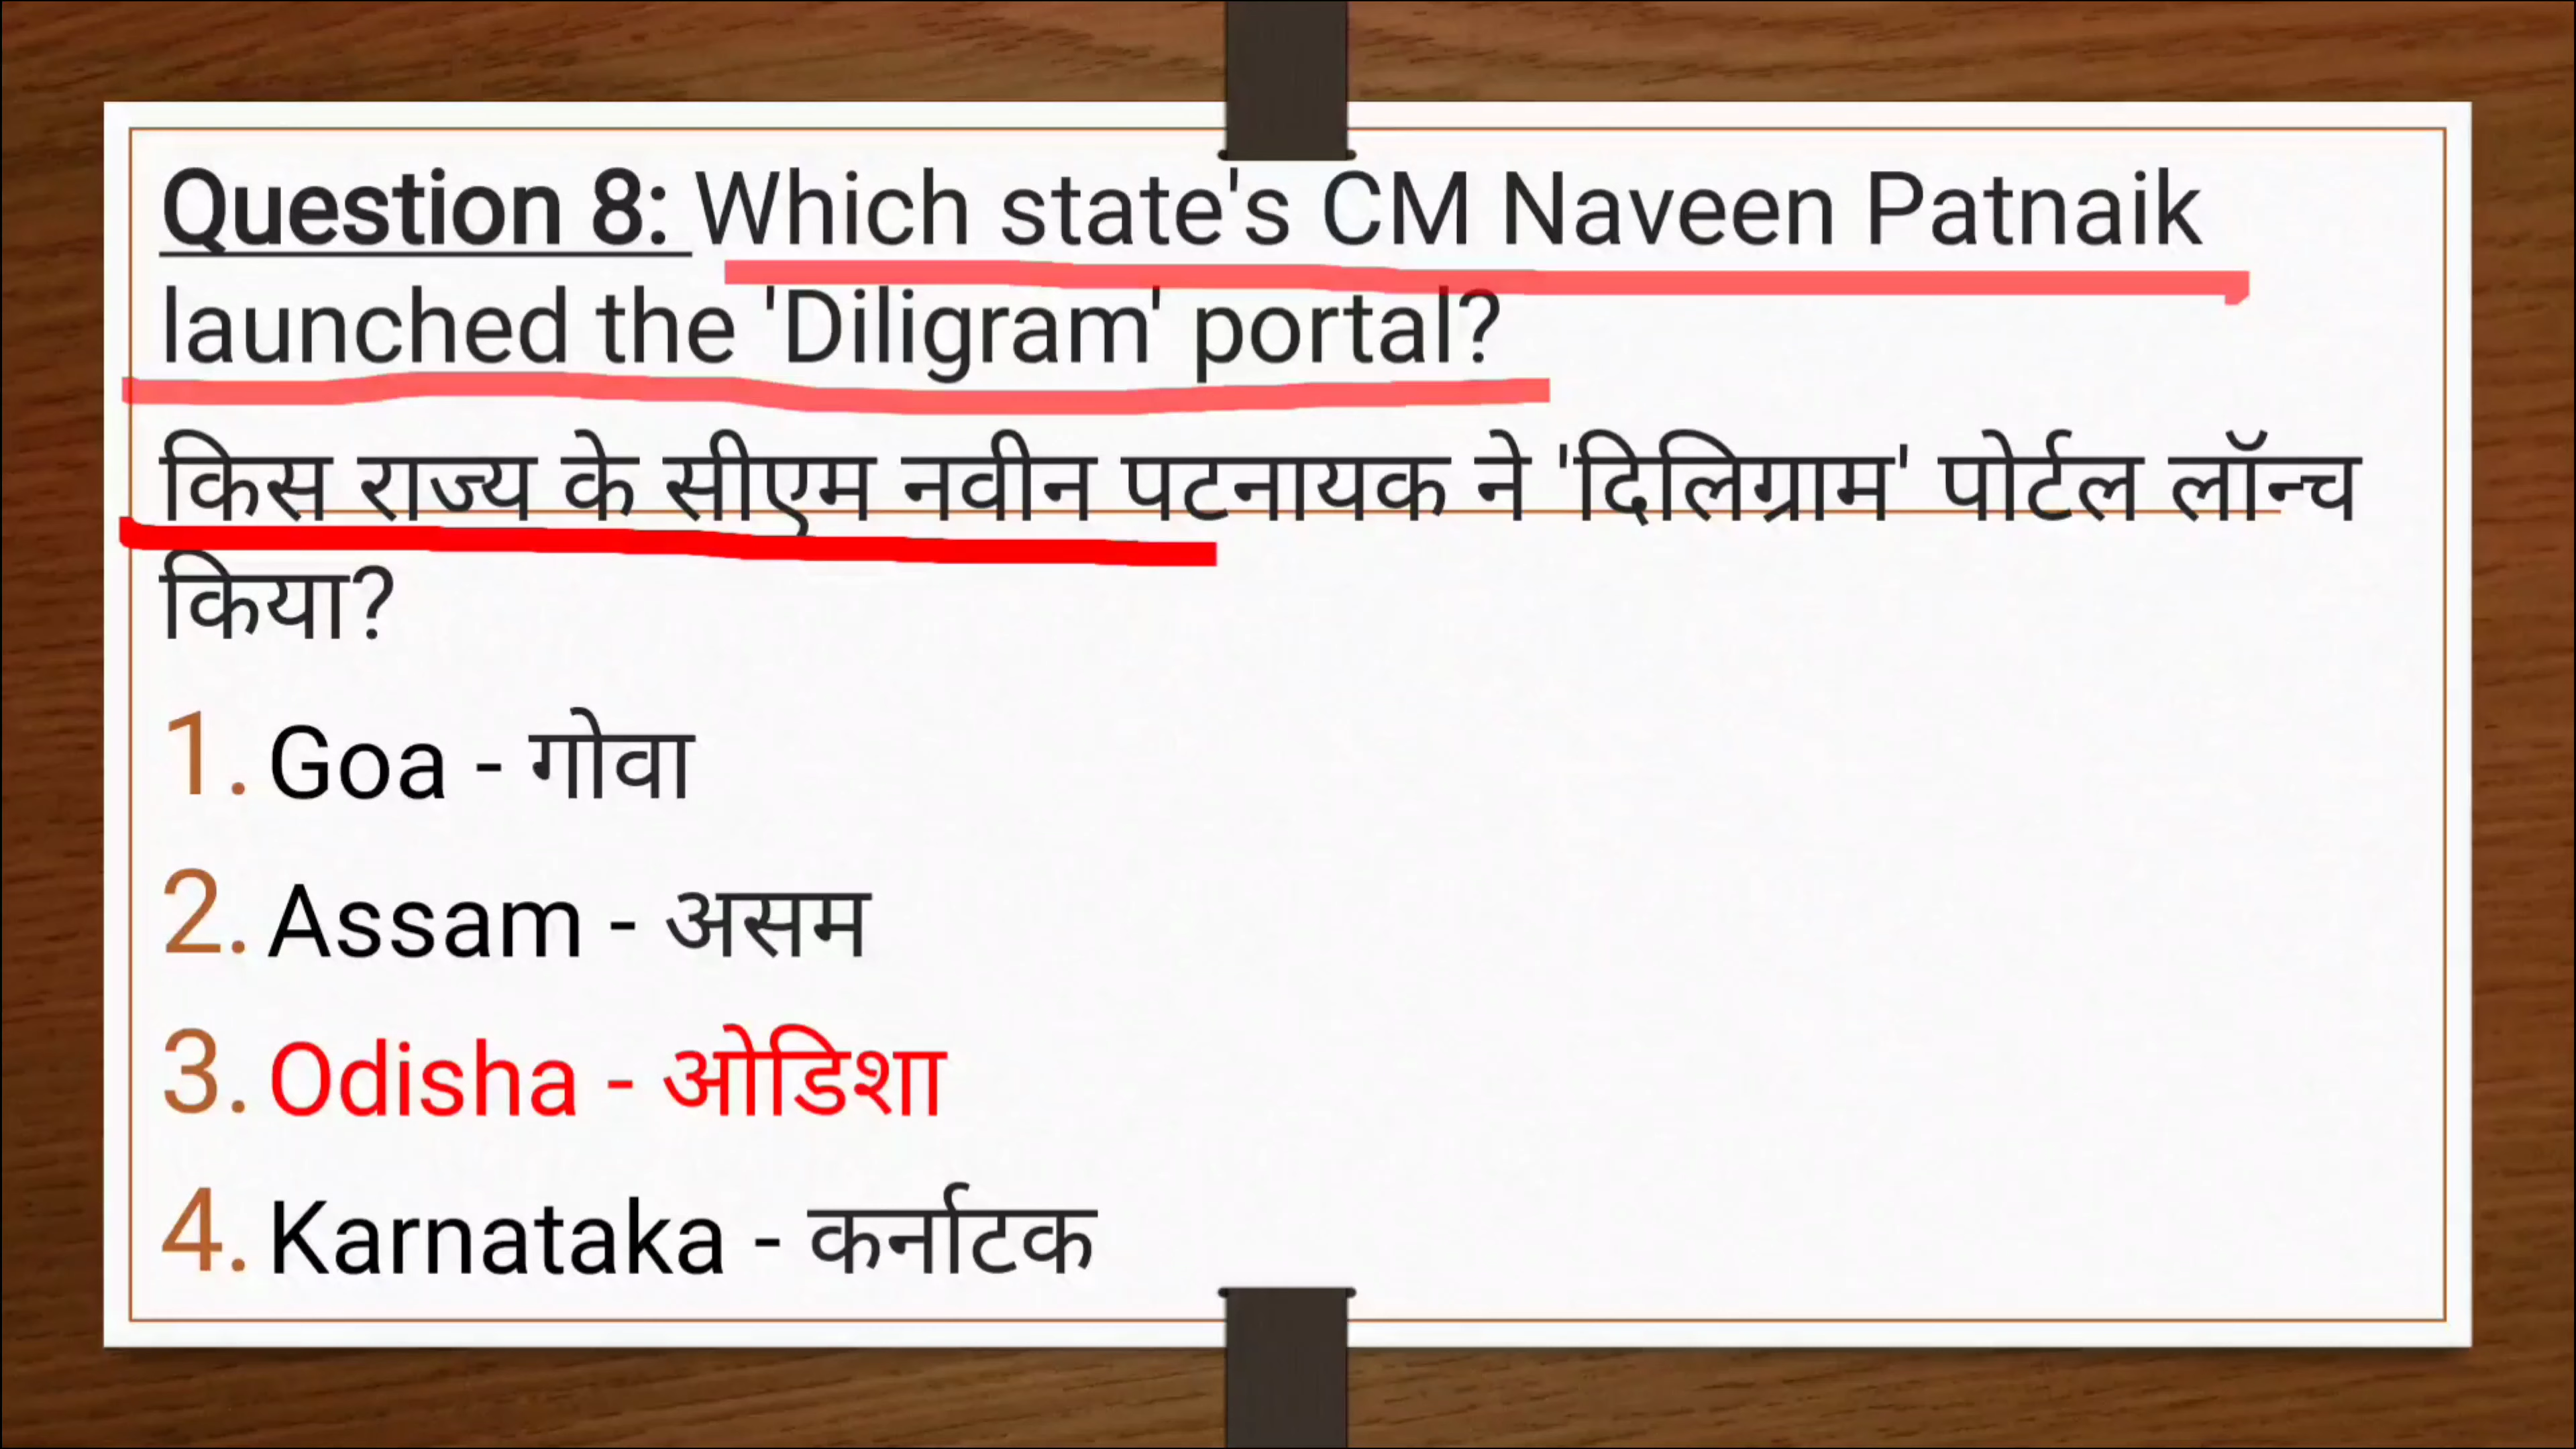 Question 8: Which state's CM Naveen Patnaik
launched the 'Diligram' portal?
किस राज्य के सीएम नवीन पटनायक ने 'दिलिग्राम' पोर्टल लॉन्च
किया?
1. Goa - गोवा
2. Assam - असम
3. Odisha - ओडिशा
4. Karnataka - कर्नाटक